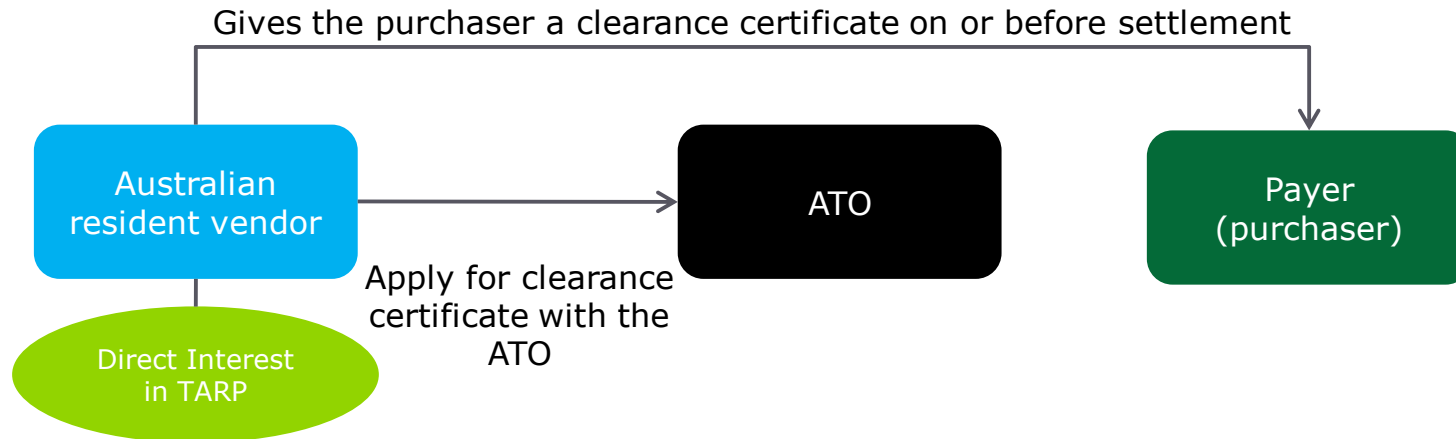 Gives the purchaser a clearance certificate on or before settlement
Australian
resident vendor
ATO
Payer
(purchaser)
Apply for clearance
certificate with the
ATO
Direct Interest
in TARP